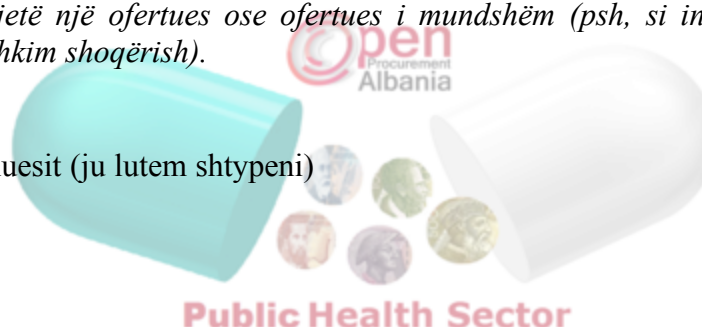 jetë një ofertues ose ofertues i mundshëm (psh, si in
hkim shoqërish).
Open
Procurement
Albania
uesit (ju lutem shtypeni)
Public Health Sector